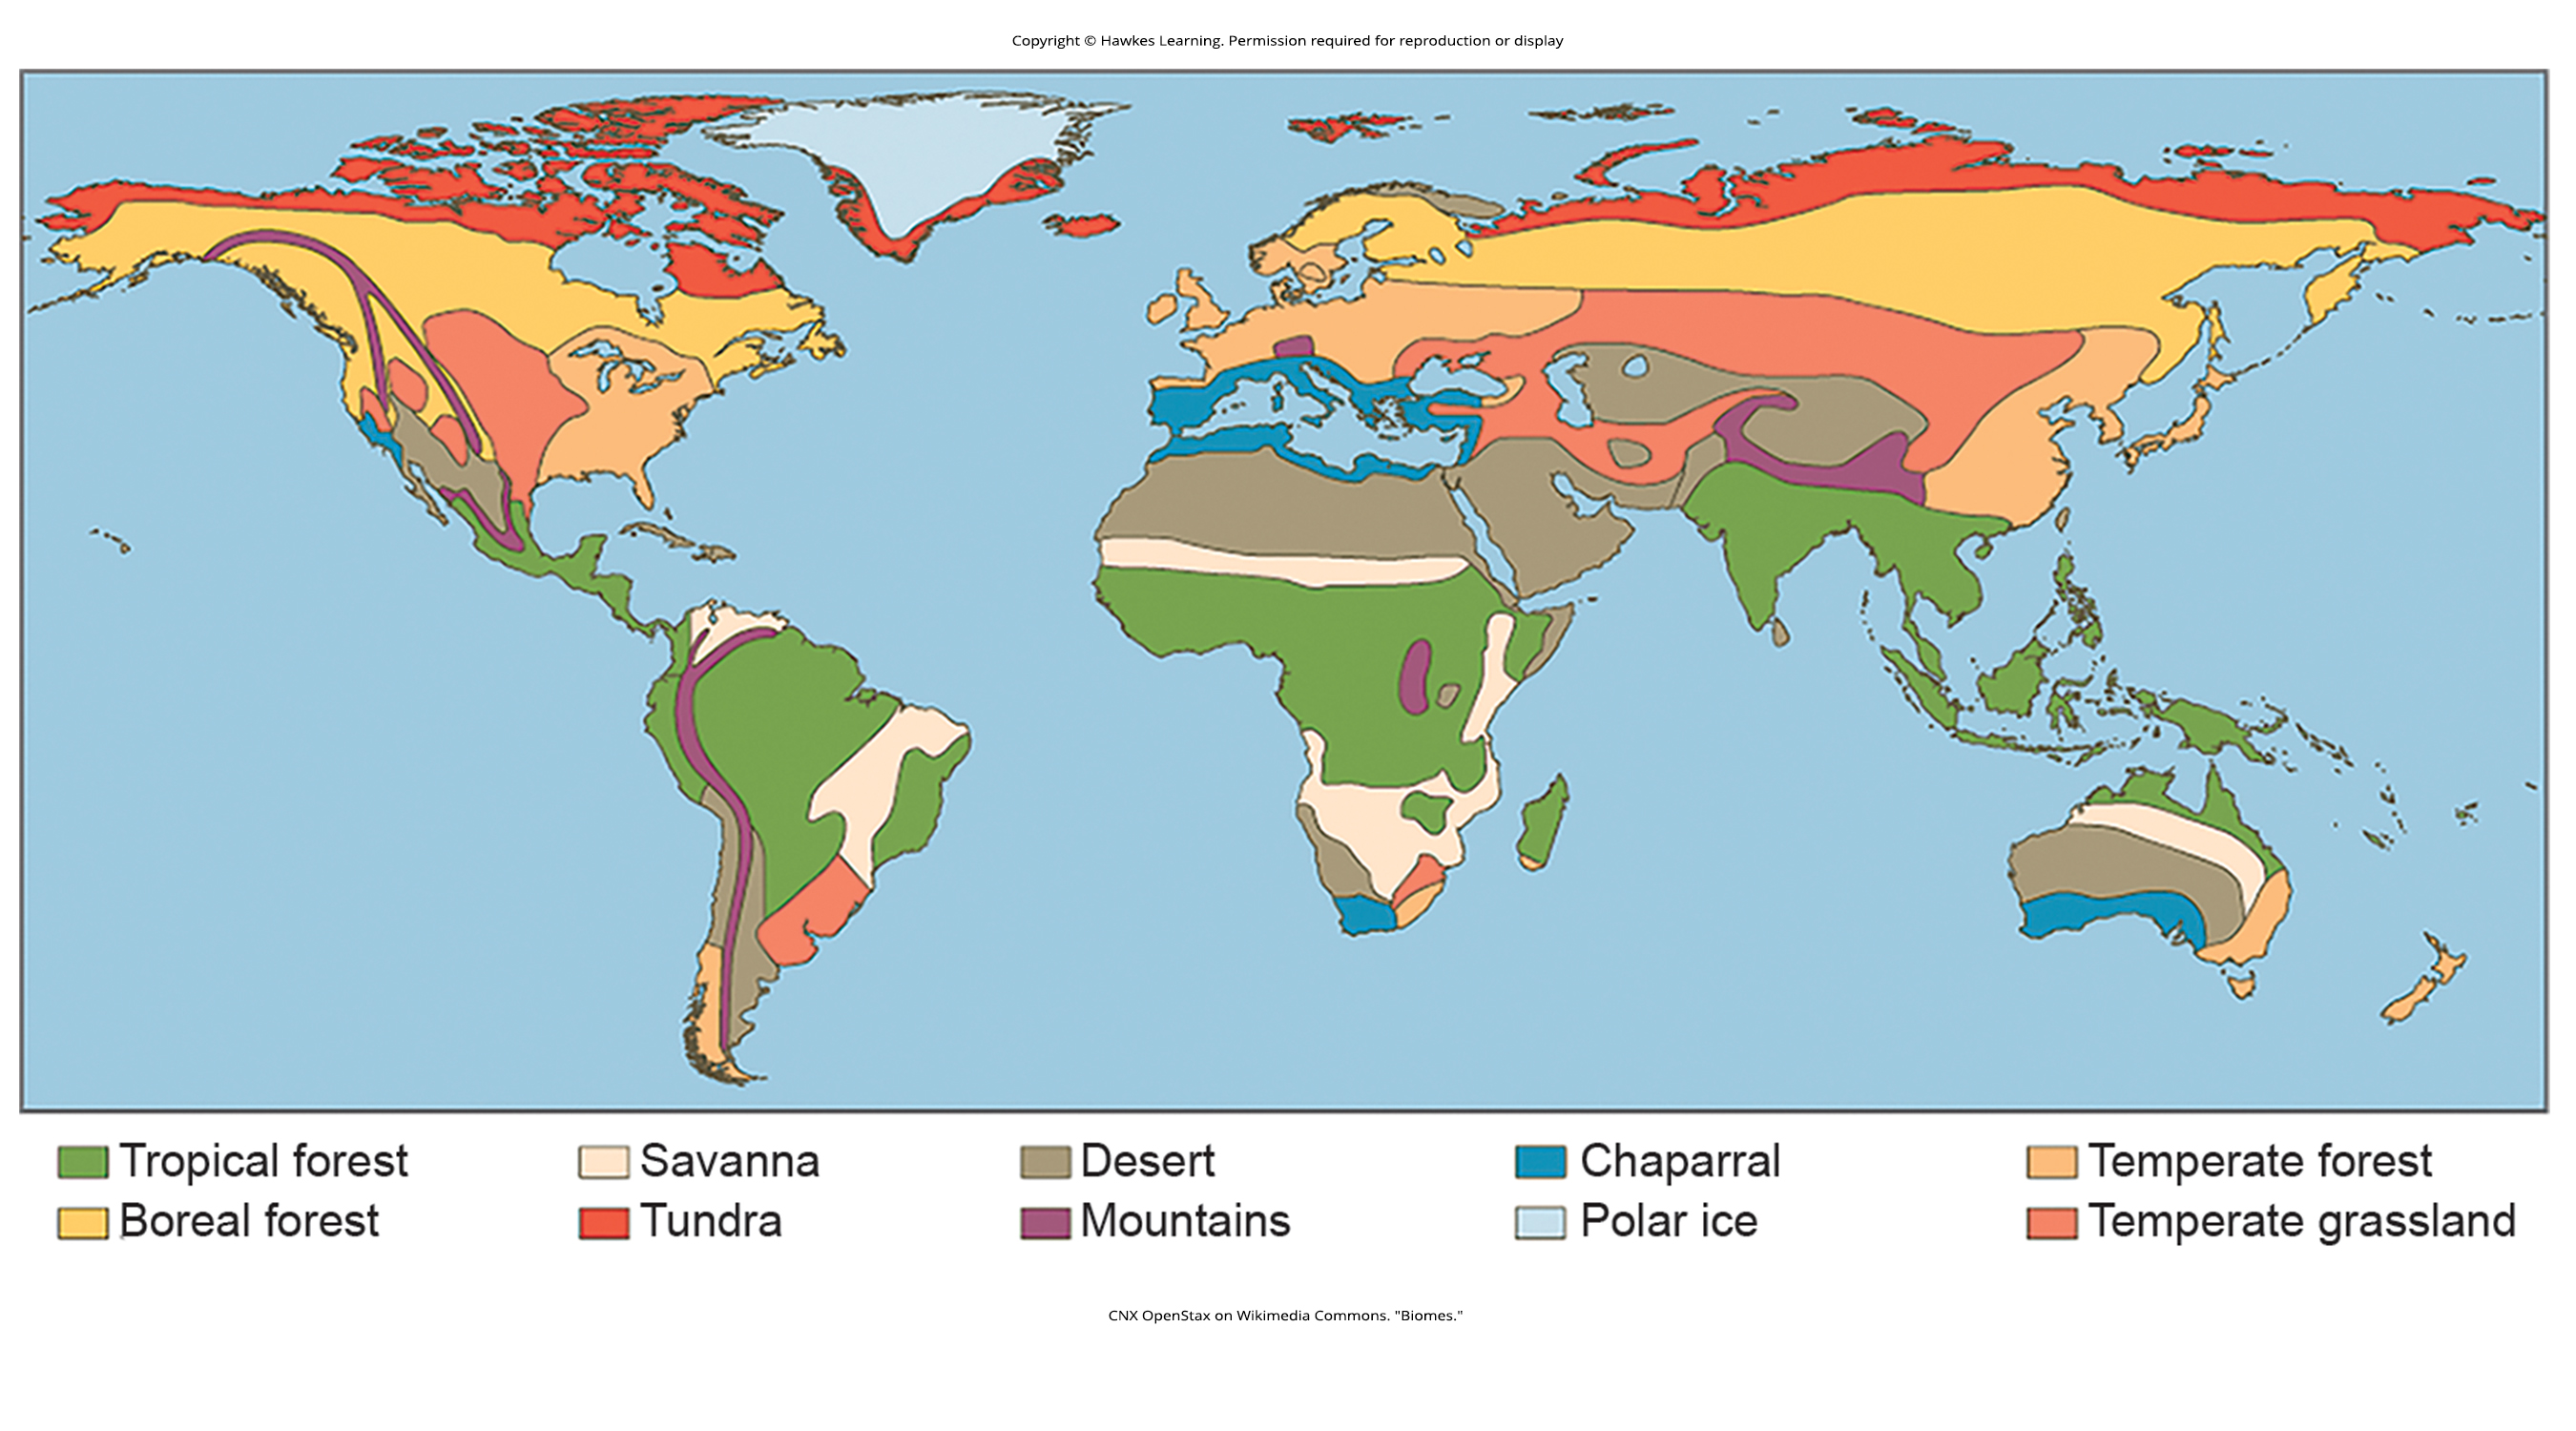 Copyright © Hawkes Learning. Permission required for reproduction or display
Tropical forest
Savanna
Desert
Chaparral
Temperate forest
Boreal forest
Tundra
Mountains
Polar ice
Temperate grassland
CNX OpenStax on Wikimedia Commons. "Biomes."